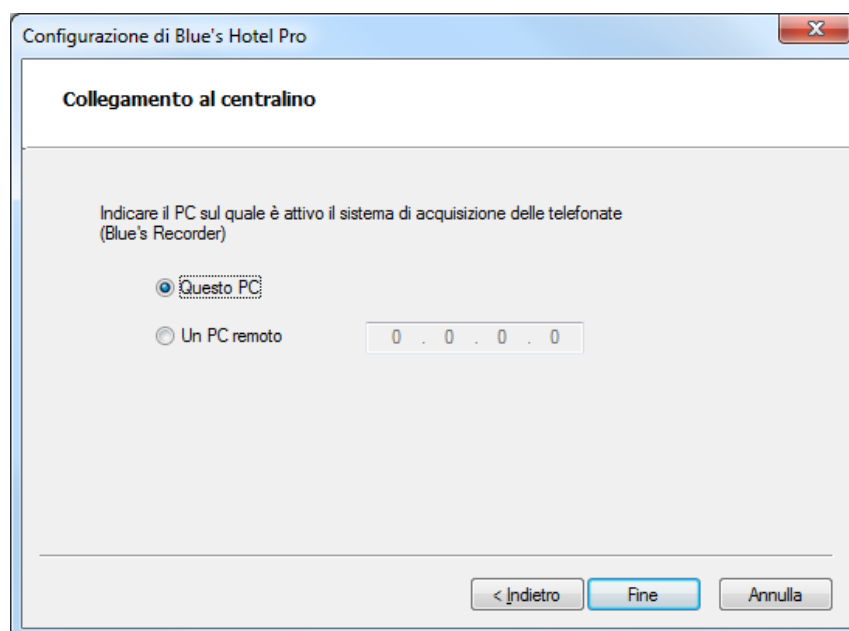 Configurazione di Blue's Hotel Pro
Collegamento al centralino
Indicare il PC sul quale è attivo il sistema di acquisizione delle telefonate
(Blue's Recorder)
Questo PC
Un PC remoto 0 . 0 . 0 . 0
< Indietro Fine Annulla